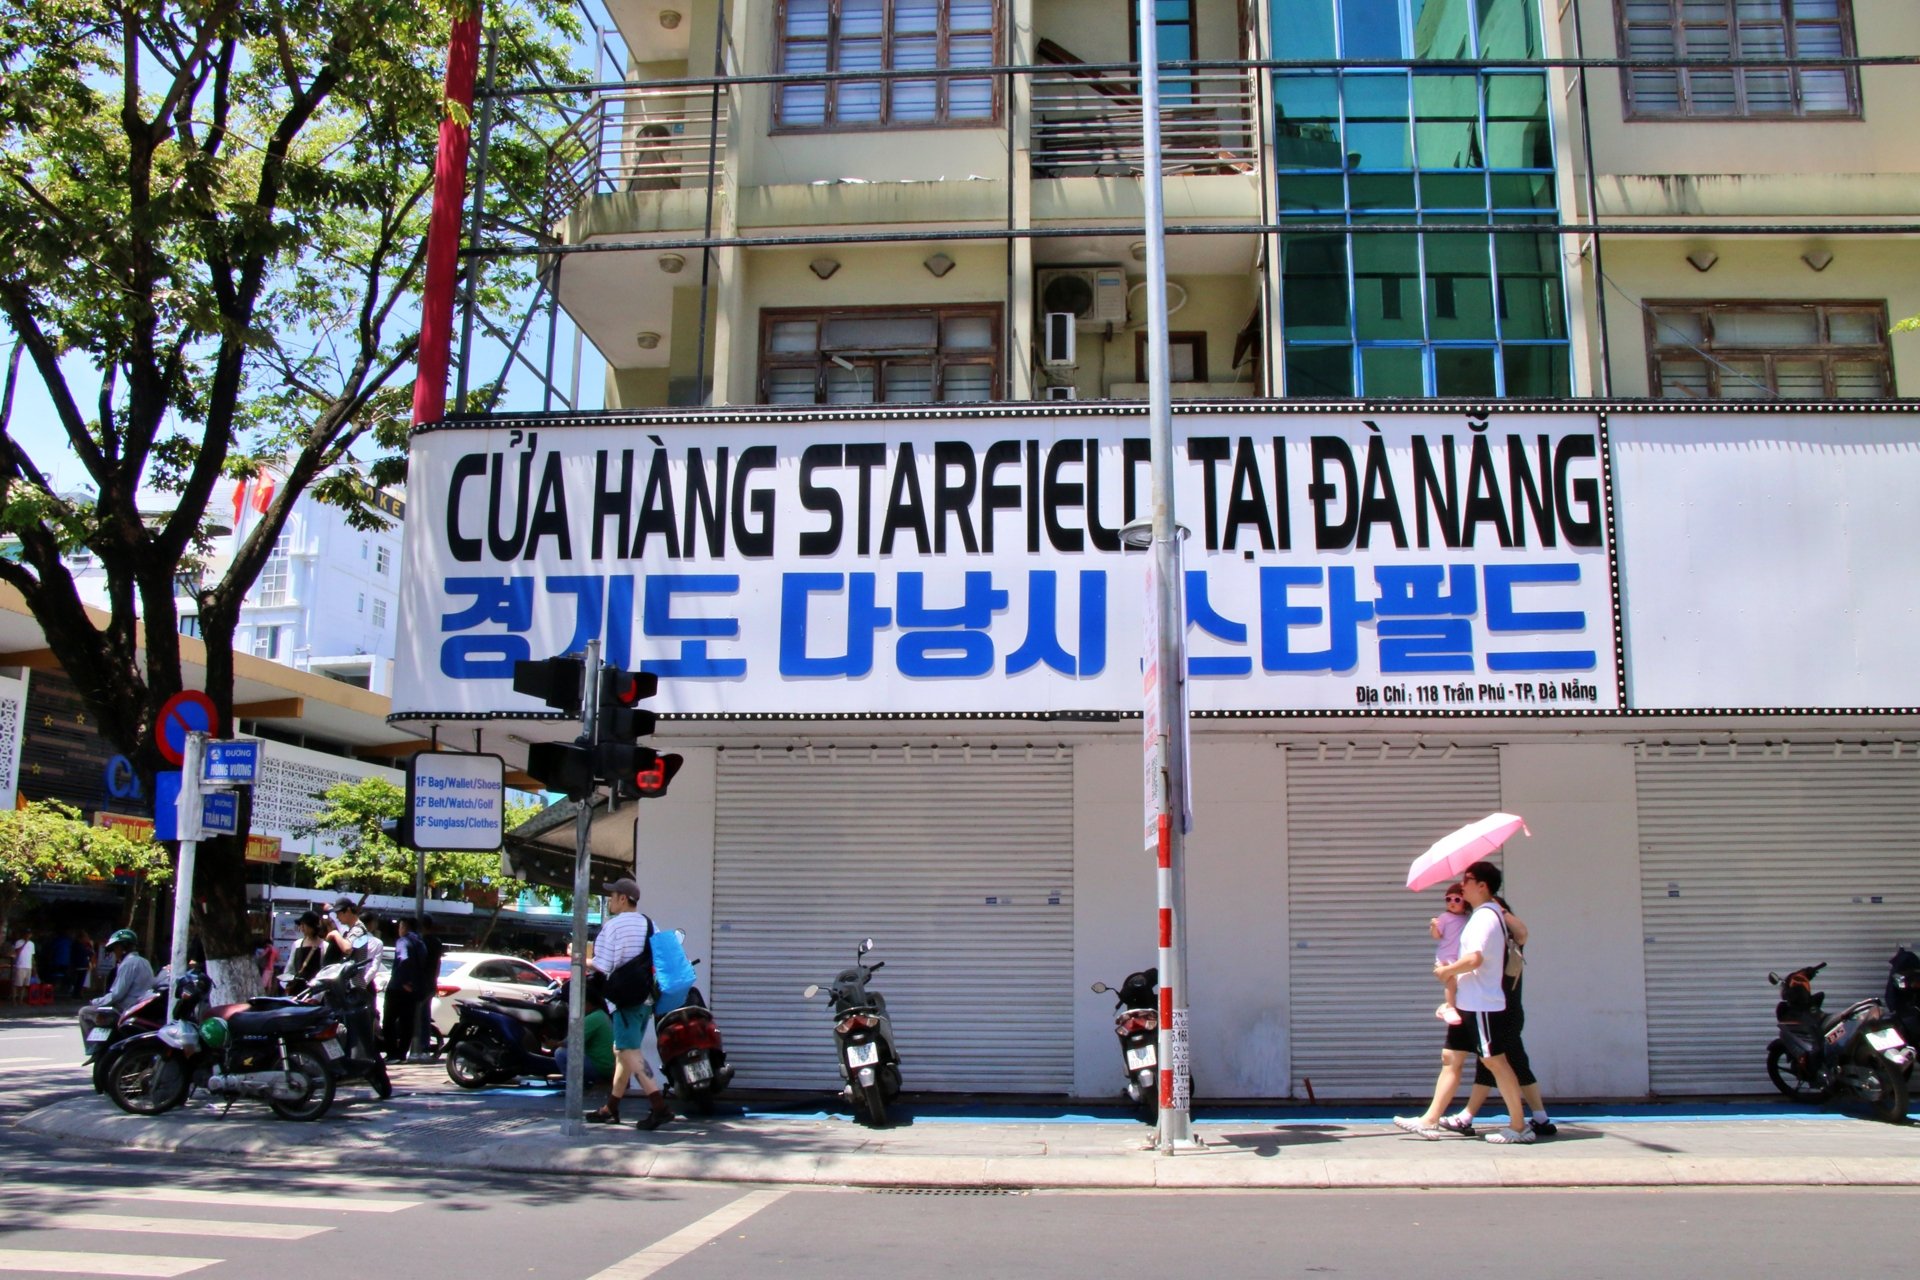 CỬA HÀNG STARFIELD TẠI ĐÀ NẴNG
경기도 다낭시 스타필드
Địa Chỉ : 118 Trần Phú - TP, Đà Nẵng
ĐƯỜNG
HÙNG VƯƠNG
ĐƯỜNG
TRẦN PHÚ
1F Bag/Wallet/Shoes
2F Belt/Watch/Golf
3F Sunglass/Clothes